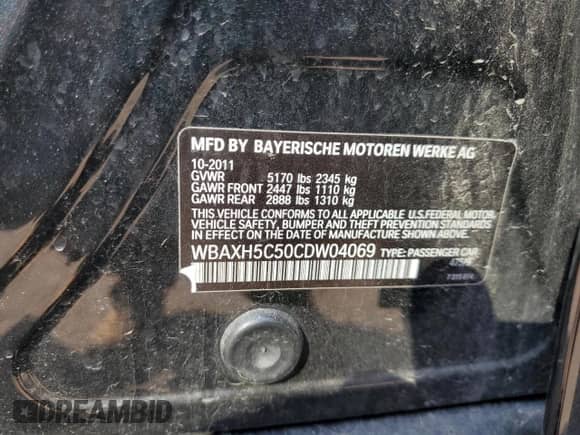 MFD BY BAYERISCHE MOTOREN WERKE AG
10-2011
GVWR 5170 lbs 2345 kg
GAWR FRONT 2447 lbs 1110 kg
GAWR REAR 2888 lbs 1310 kg
THIS VEHICLE CONFORMS TO ALL APPLICABLE U.S.FEDERAL MOTOR
VEHICLE SAFETY, BUMPER AND THEFT PREVENTION STANDARDS
IN EFFECT ON THE DATE OF MANUFACTURE SHOWN ABOVE.
WBAXH5C50CDW04069 TYPE: PASSENGER CAR
DREAMBID